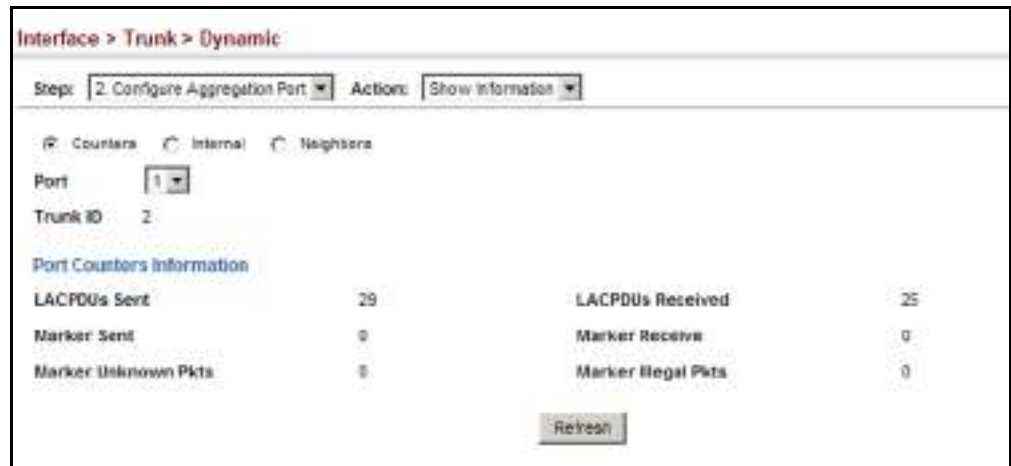 Interface > Trunk > Dynamic
Step: 2. Configure Aggregation Port Action: Show Information
Counters Internal Neighbors
Port 1
Trunk ID 2
Port Counters Information
LACPDUs Sent 29 LACPDUs Received 25
Marker Sent 0 Marker Receive 0
Marker Unknown Pkts 0 Marker Illegal Pkts 0
Refresh